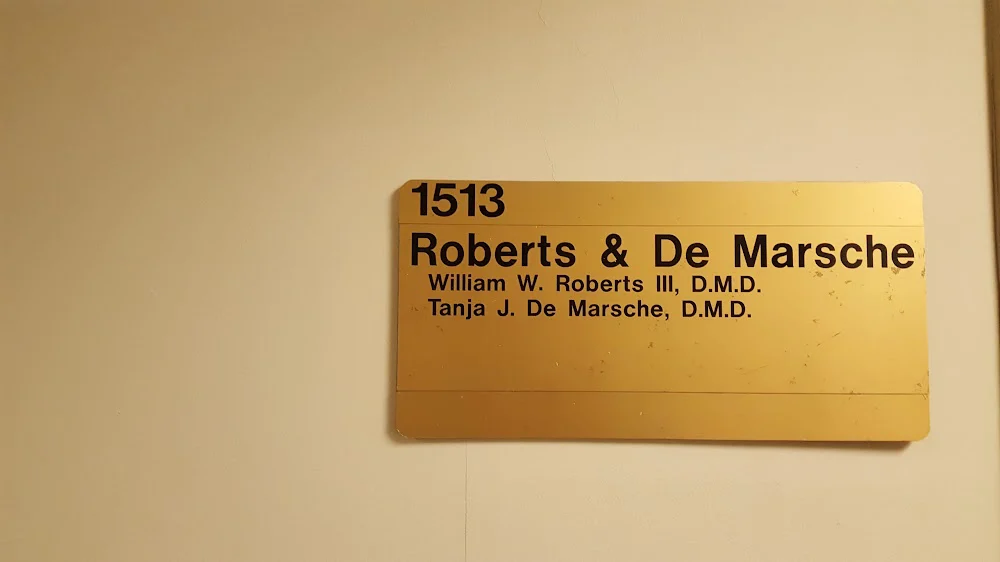 1513
Roberts & De Marsche
William W. Roberts III, D.M.D.
Tanja J. De Marsche, D.M.D.